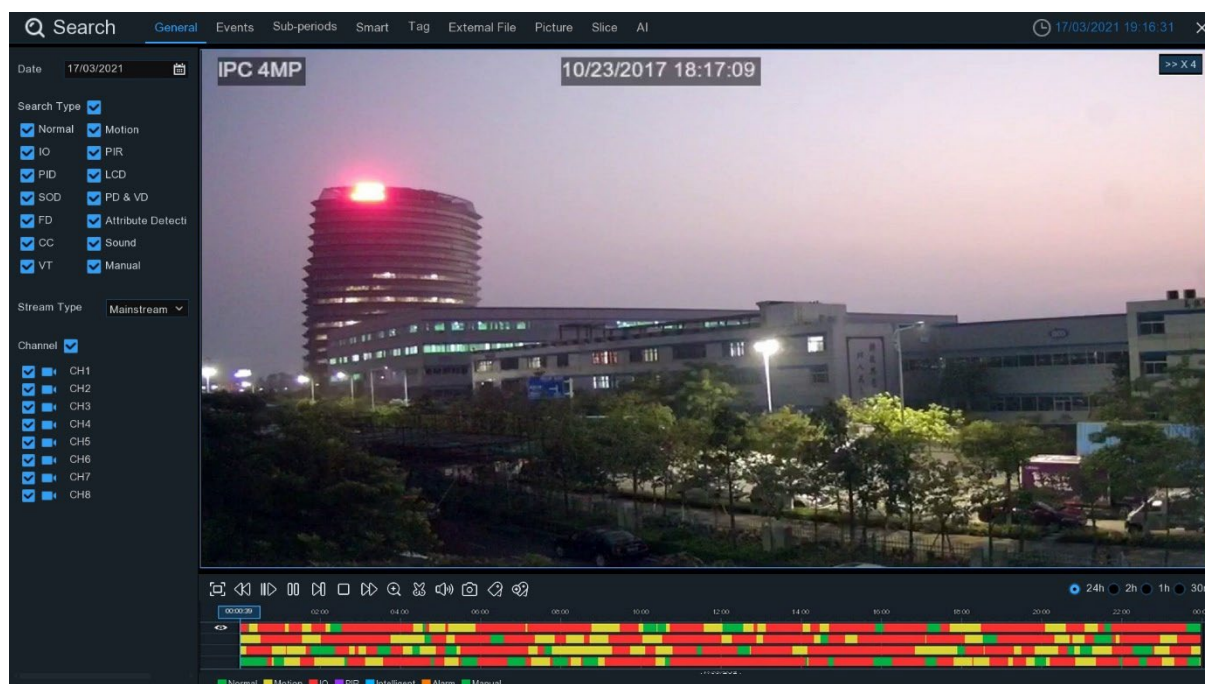 Search General Events Sub-periods Smart Tag External File Picture Slice AI 17/03/2021 19:16:31
Date 17/03/2021
IPC 4MP 10/23/2017 18:17:09 >> X 4
Search Type
Normal Motion
IO PIR
PID LCD
SOD PD & VD
FD Attribute Detecti
CC Sound
VT Manual
Stream Type Mainstream
Channel
CH1
CH2
CH3
CH4
CH5
CH6
CH7
CH8
24h 2h 1h 30
00:00:39 02:00 04:00 06:00 08:00 10:00 12:00 14:00 16:00 18:00 20:00 22:00
Normal Motion IO PIR Intelligent Alarm Manual